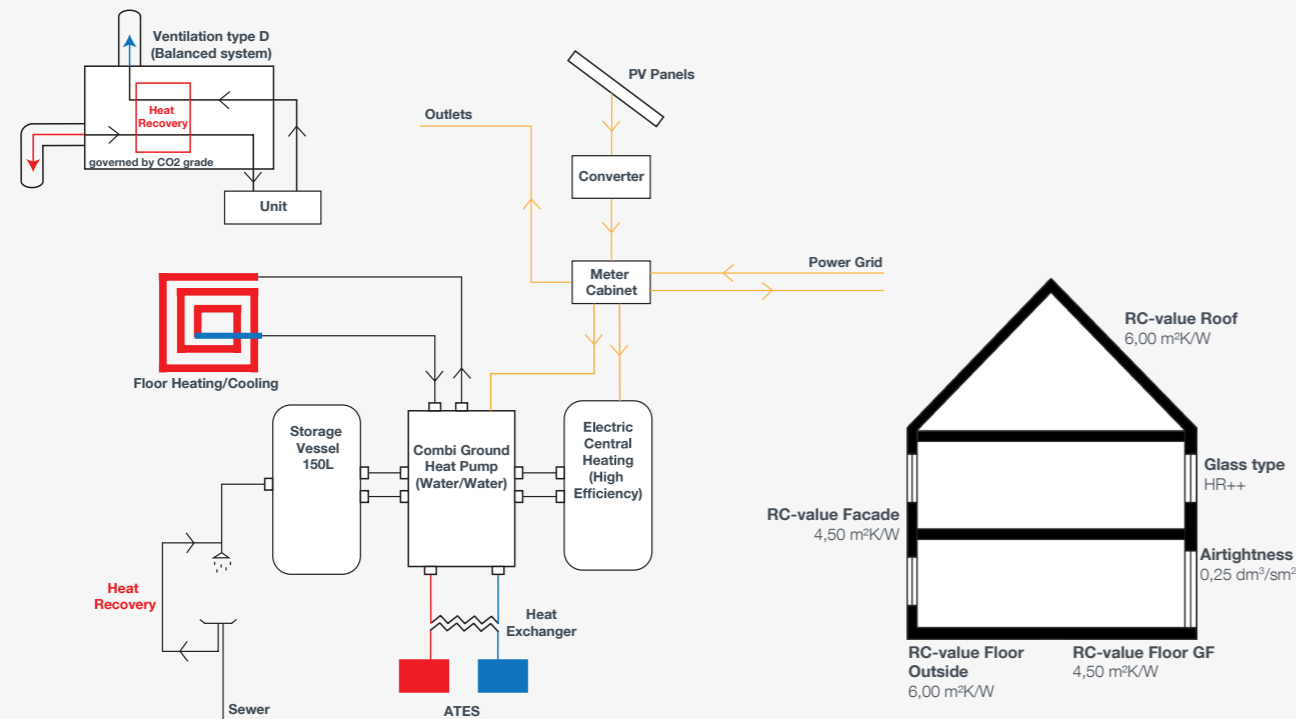 Ventilation type D
(Balanced system)
Heat
Recovery
governed by CO2 grade
Unit
PV Panels
Outlets
Converter
Meter
Cabinet
Power Grid
Floor Heating/Cooling
Storage
Vessel
150L
Combi Ground
Heat Pump
(Water/Water)
Electric
Central
Heating
(High
Efficiency)
Heat
Recovery
Heat
Exchanger
Sewer
ATES
RC-value Roof
6,00 m²K/W
Glass type
HR++
RC-value Facade
4,50 m²K/W
Airtightness
0,25 dm³/sm²
RC-value Floor
Outside
6,00 m²K/W
RC-value Floor GF
4,50 m²K/W